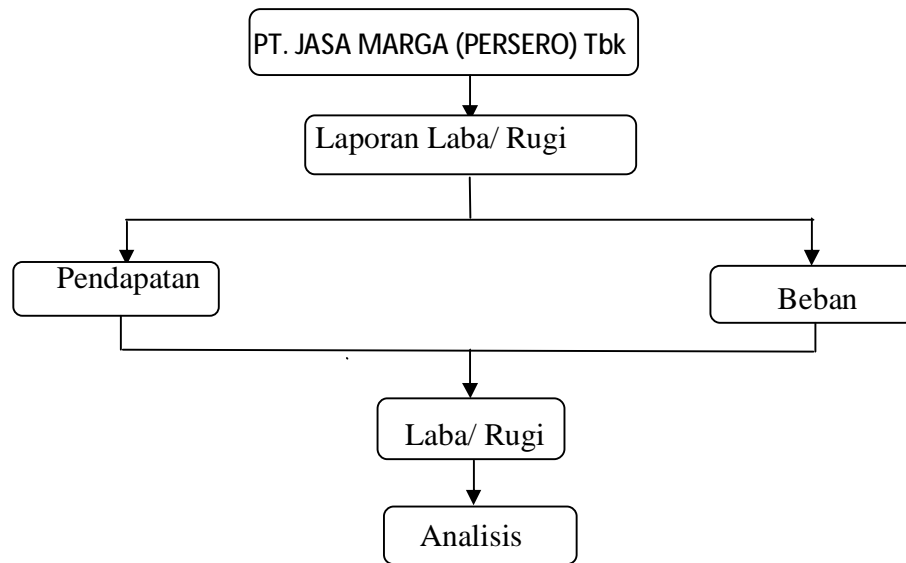 PT. JASA MARGA (PERSERO) Tbk
Laporan Laba/ Rugi
Pendapatan
Beban
Laba/ Rugi
Analisis